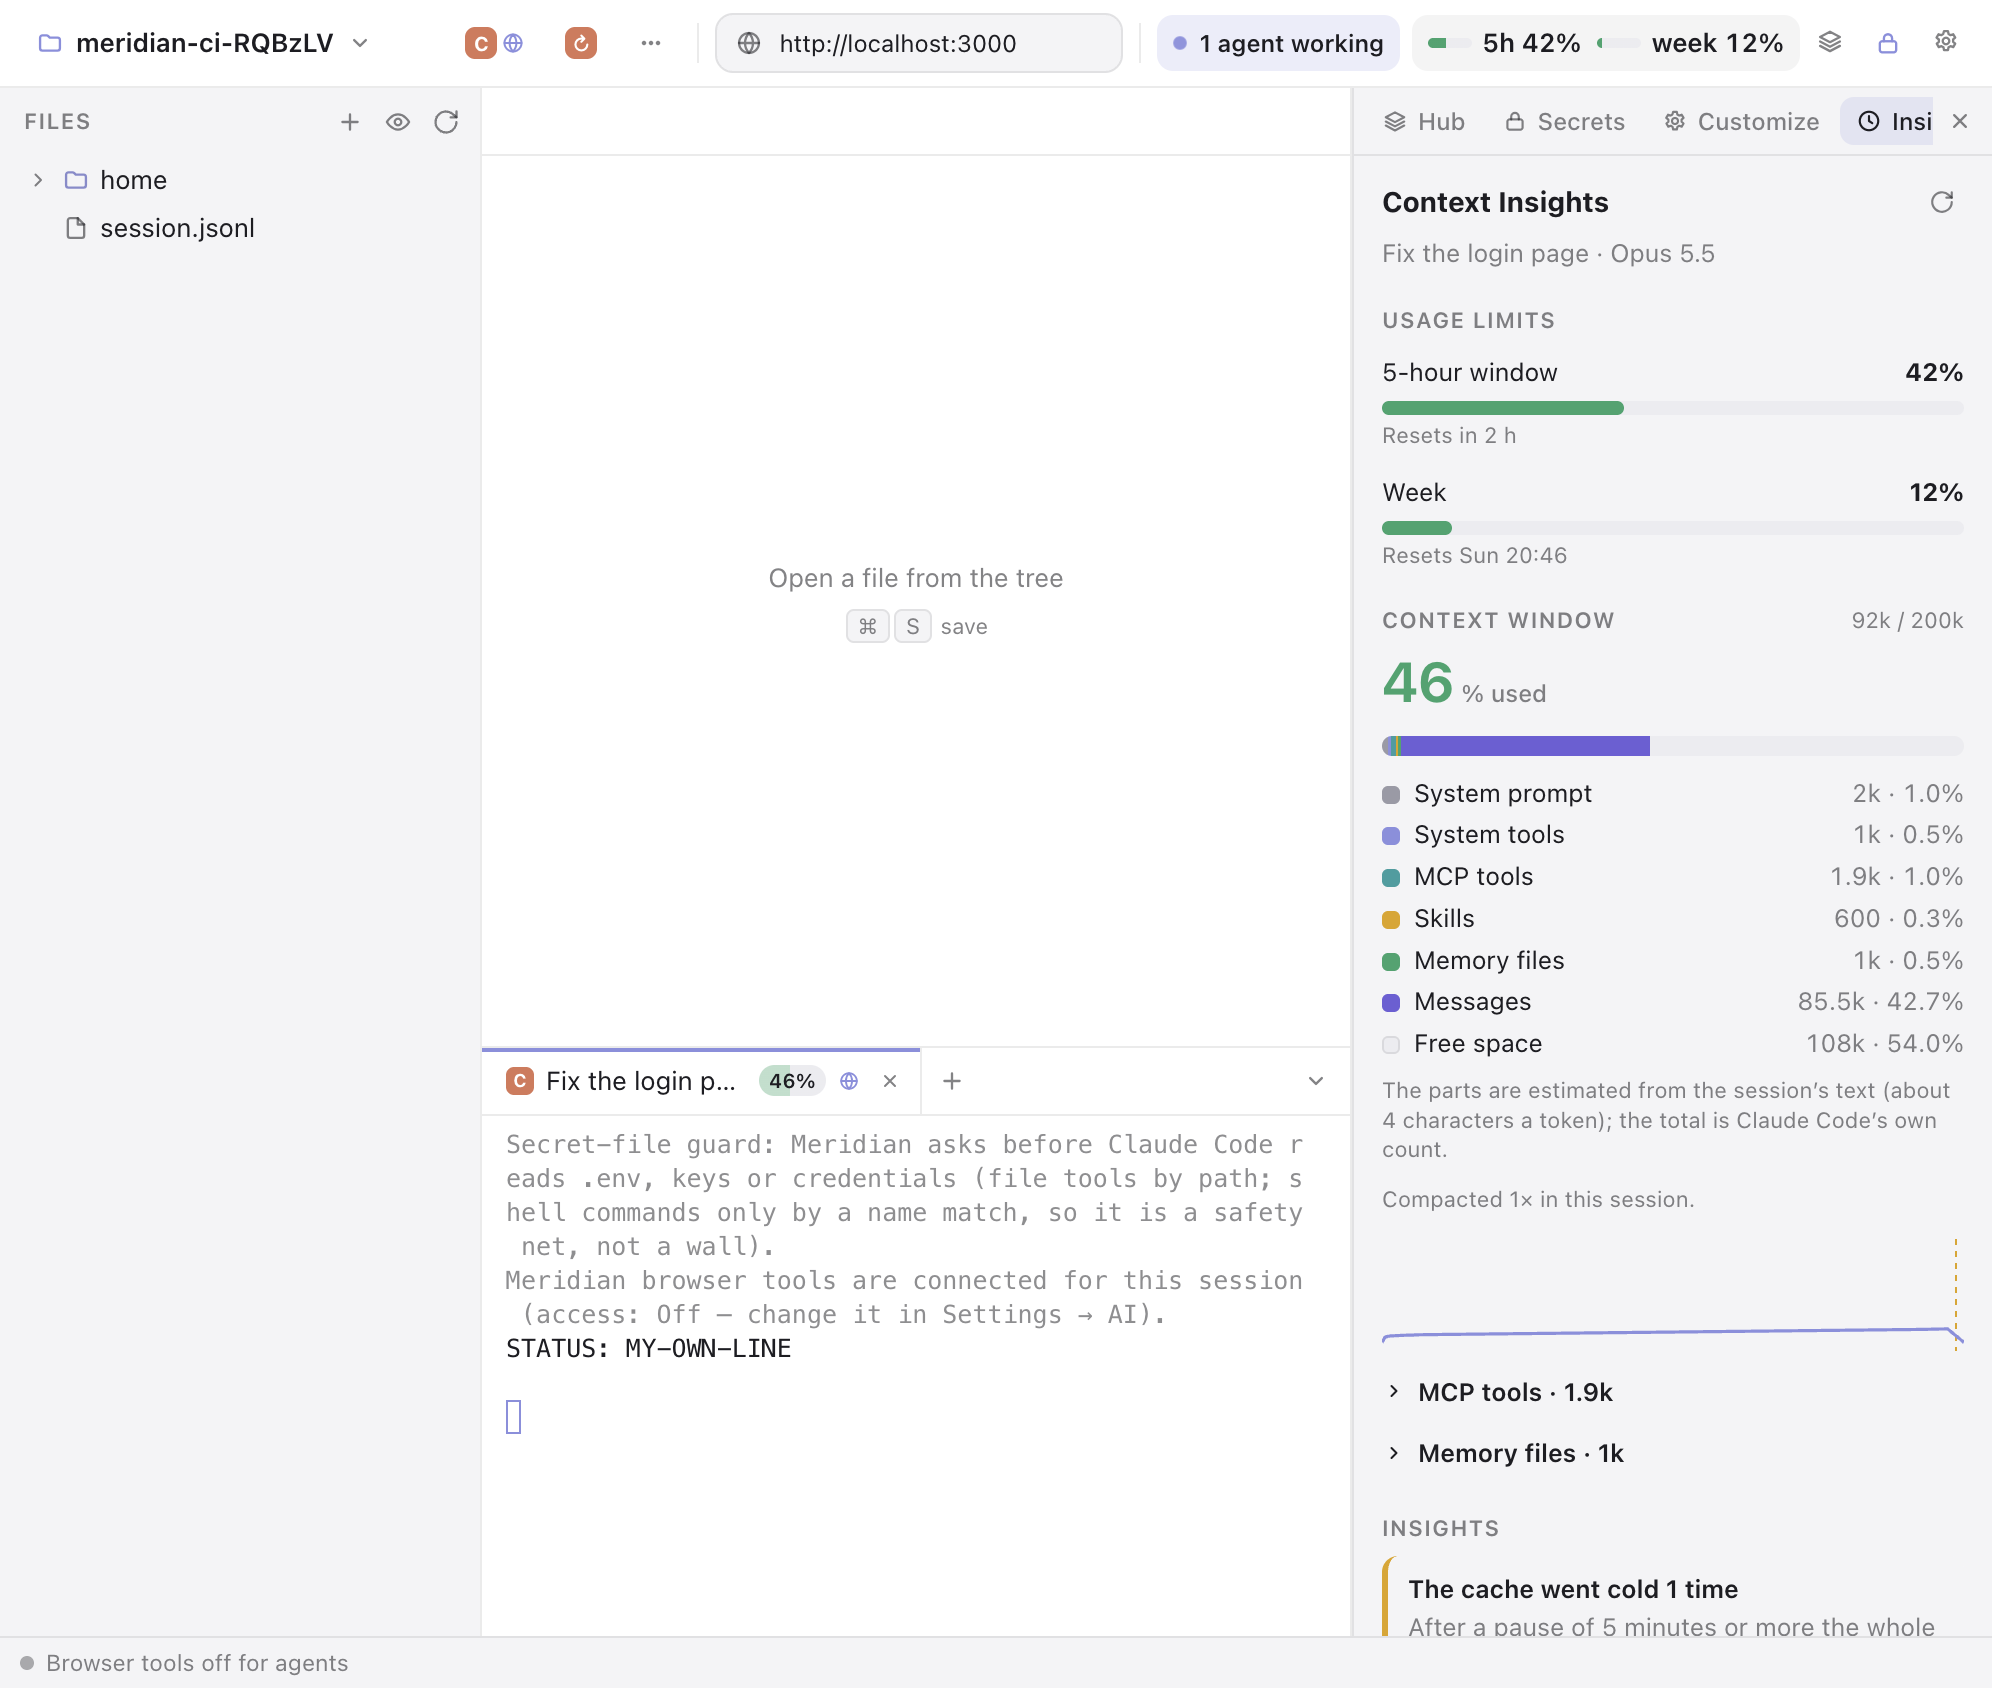 meridian-ci-RQBzLV
C
http://localhost:3000
1 agent working
5h 42% week 12%
FILES
home
session.jsonl
Open a file from the tree
⌘ S save
C Fix the login p... 46%
Secret-file guard: Meridian asks before Claude Code r
eads .env, keys or credentials (file tools by path; s
hell commands only by a name match, so it is a safety
net, not a wall).
Meridian browser tools are connected for this session
(access: Off — change it in Settings → AI).
STATUS: MY-OWN-LINE
Hub Secrets Customize Insi
Context Insights
Fix the login page · Opus 5.5
USAGE LIMITS
5-hour window 42%
Resets in 2 h
Week 12%
Resets Sun 20:46
CONTEXT WINDOW 92k / 200k
46 % used
System prompt 2k · 1.0%
System tools 1k · 0.5%
MCP tools 1.9k · 1.0%
Skills 600 · 0.3%
Memory files 1k · 0.5%
Messages 85.5k · 42.7%
Free space 108k · 54.0%
The parts are estimated from the session’s text (about
4 characters a token); the total is Claude Code’s own
count.
Compacted 1× in this session.
MCP tools · 1.9k
Memory files · 1k
INSIGHTS
The cache went cold 1 time
After a pause of 5 minutes or more the whole
Browser tools off for agents